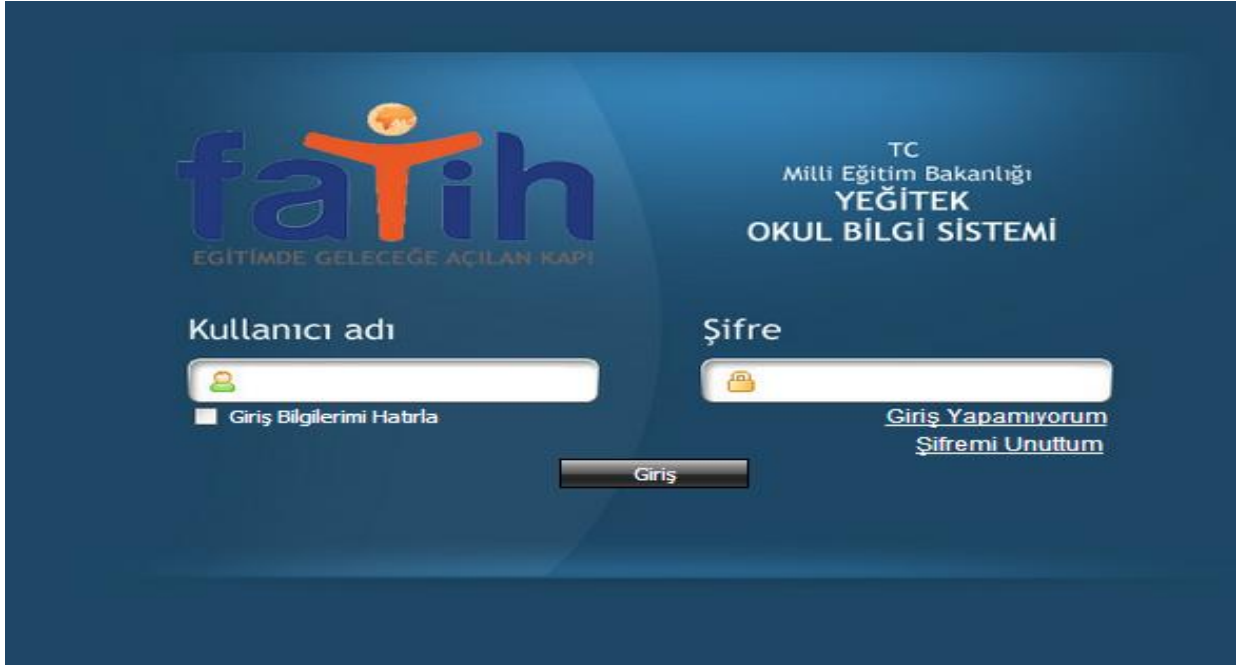 fatih
EĞİTİMDE GELECEĞE AÇILAN KAPI
TC
Milli Eğitim Bakanlığı
YEĞİTEK
OKUL BİLGİ SİSTEMİ
Kullanıcı adı
Şifre
Giriş Bilgilerimi Hatırla
Giriş Yapamıyorum
Şifremi Unuttum
Giriş